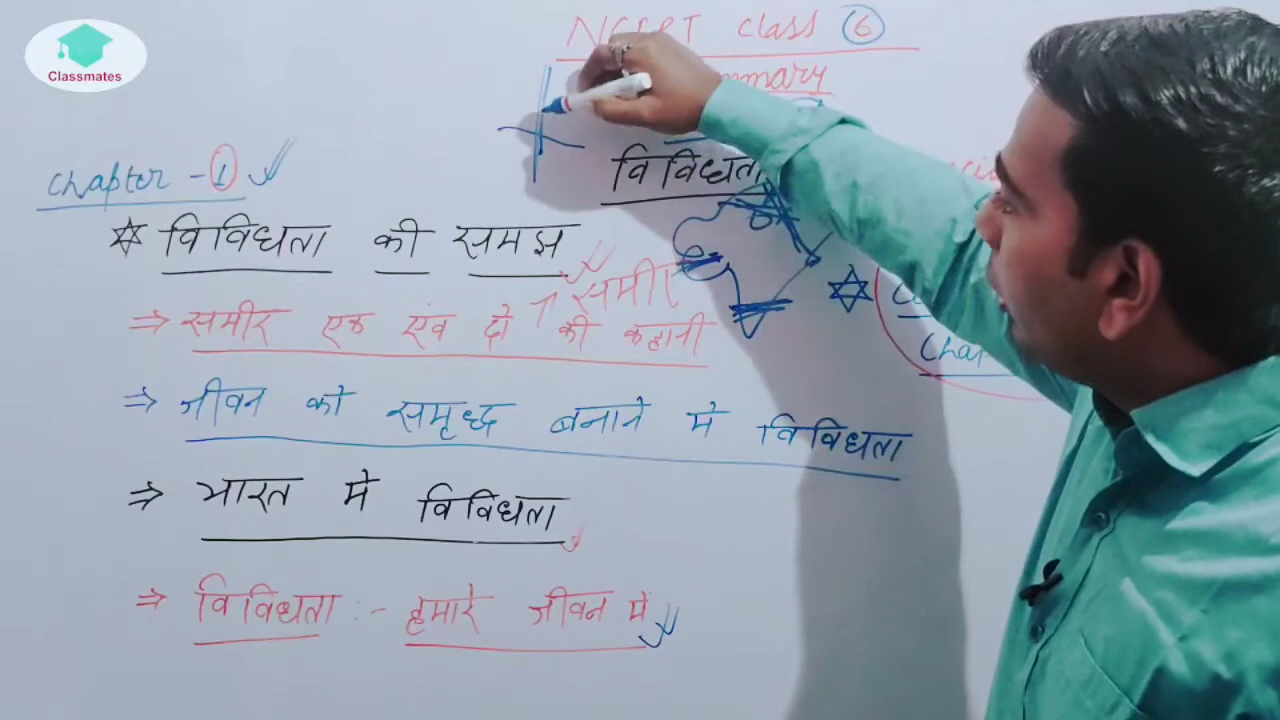 Classmates
NCERT Class 6
विविधता
Chapter - 1
विविधता की समझ
समीर
⇒ समीर एक एंव दो की कहानी
⇒ जीवन को समृध्द बनाने मे विविधता
⇒ भारत मे विविधता
⇒ विविधता :- हमारे जीवन मे